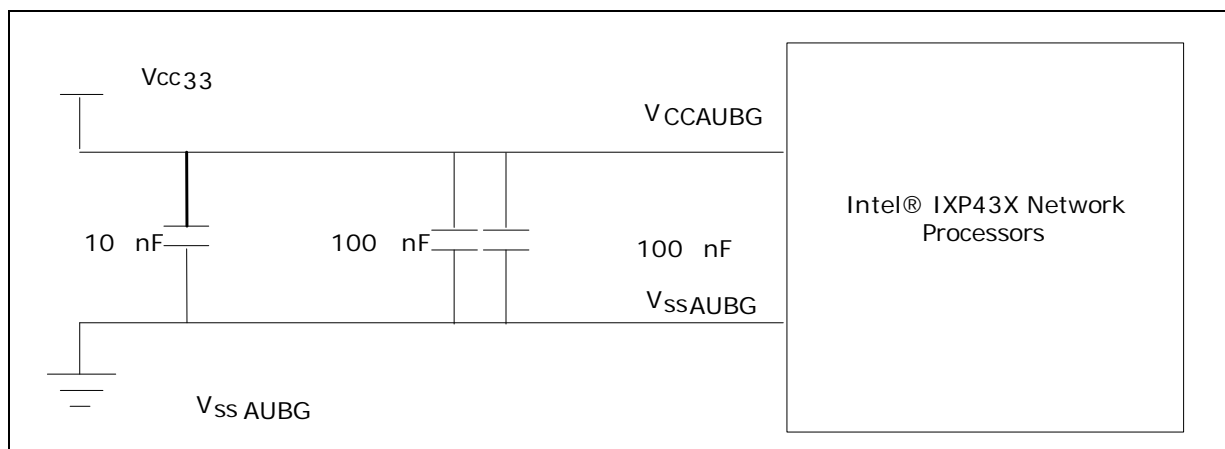 Vcc33
VCCAUBG
Intel® IXP43X Network
Processors
10 nF
100 nF
100 nF
VssAUBG
Vss AUBG